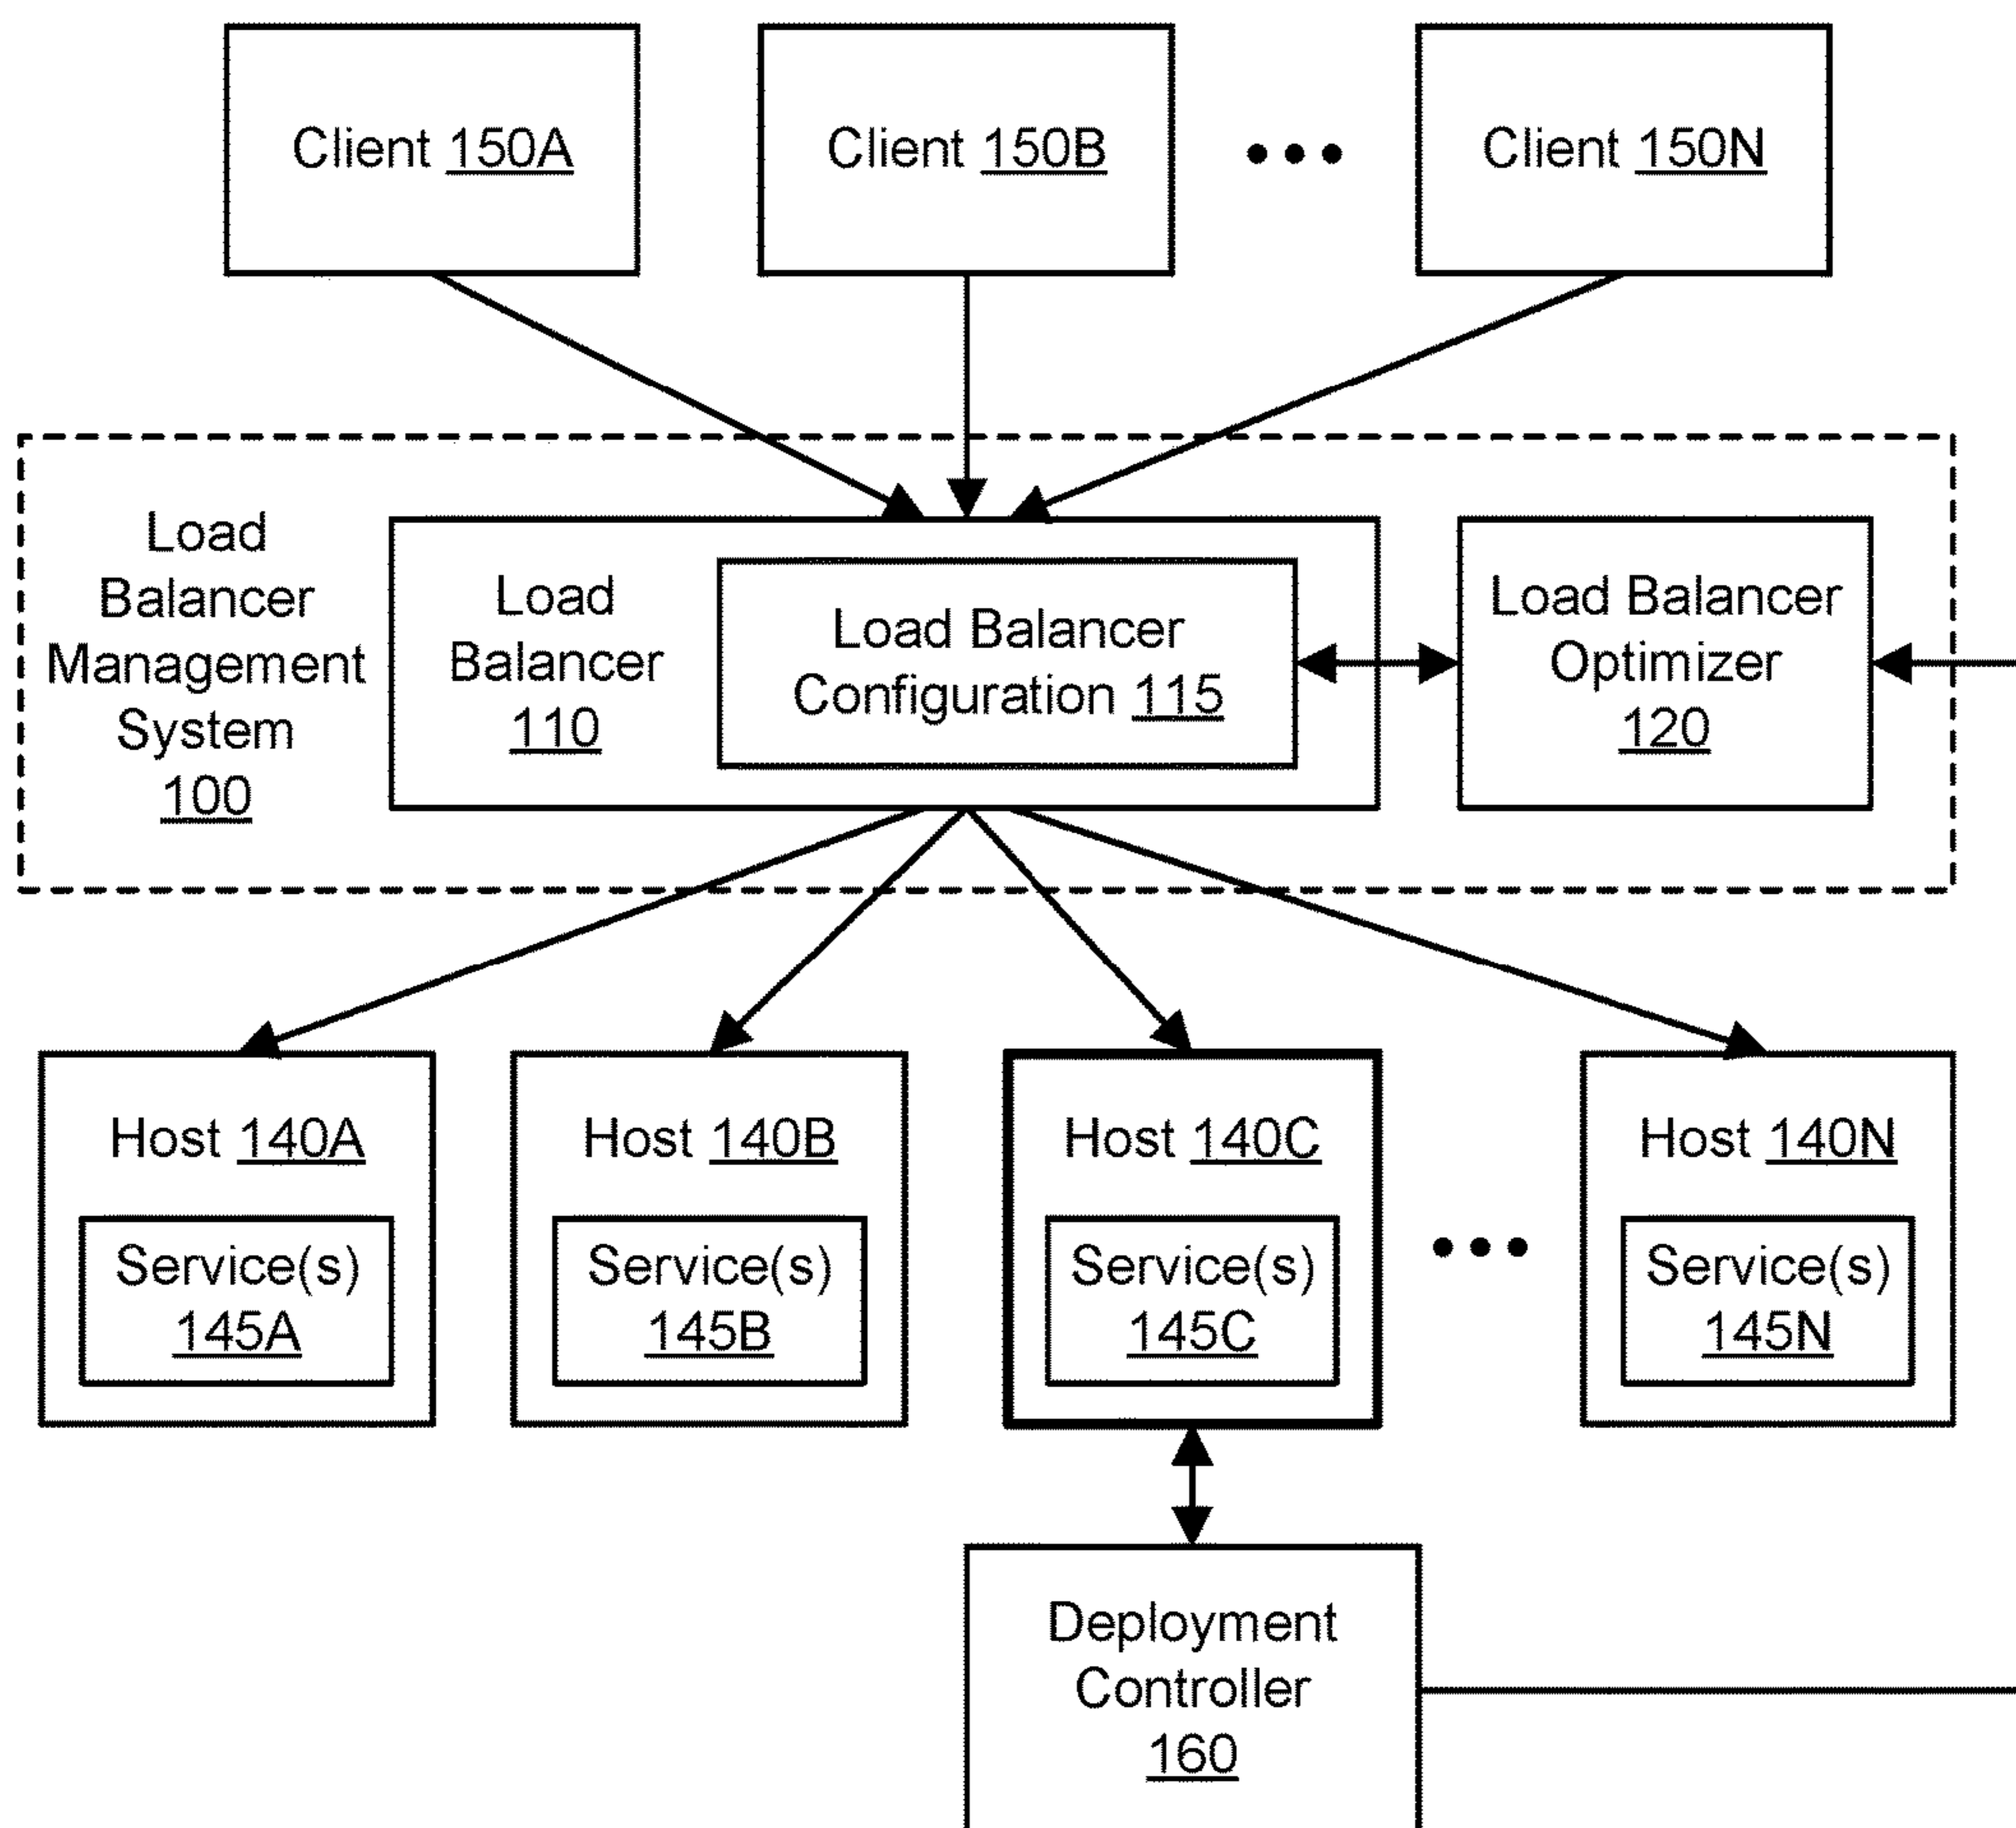 Client 150A
Client 150B
Client 150N
Load
Balancer
Management
System
100
Load
Balancer
110
Load Balancer
Configuration 115
Load Balancer
Optimizer
120
Host 140A
Service(s)
145A
Host 140B
Service(s)
145B
Host 140C
Service(s)
145C
Host 140N
Service(s)
145N
Deployment
Controller
160